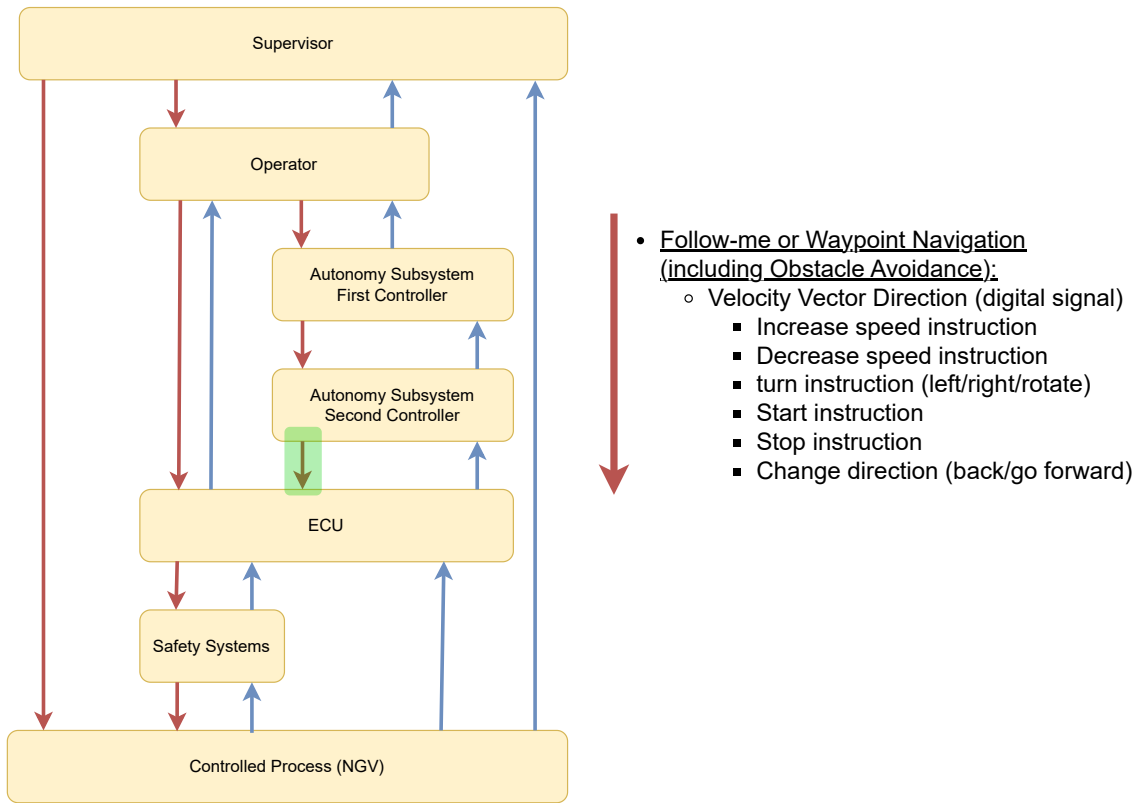 Supervisor
Operator
Autonomy Subsystem
First Controller
Autonomy Subsystem
Second Controller
ECU
Safety Systems
Controlled Process (NGV)
Follow-me or Waypoint Navigation
(including Obstacle Avoidance):
Velocity Vector Direction (digital signal)
Increase speed instruction
Decrease speed instruction
turn instruction (left/right/rotate)
Start instruction
Stop instruction
Change direction (back/go forward)